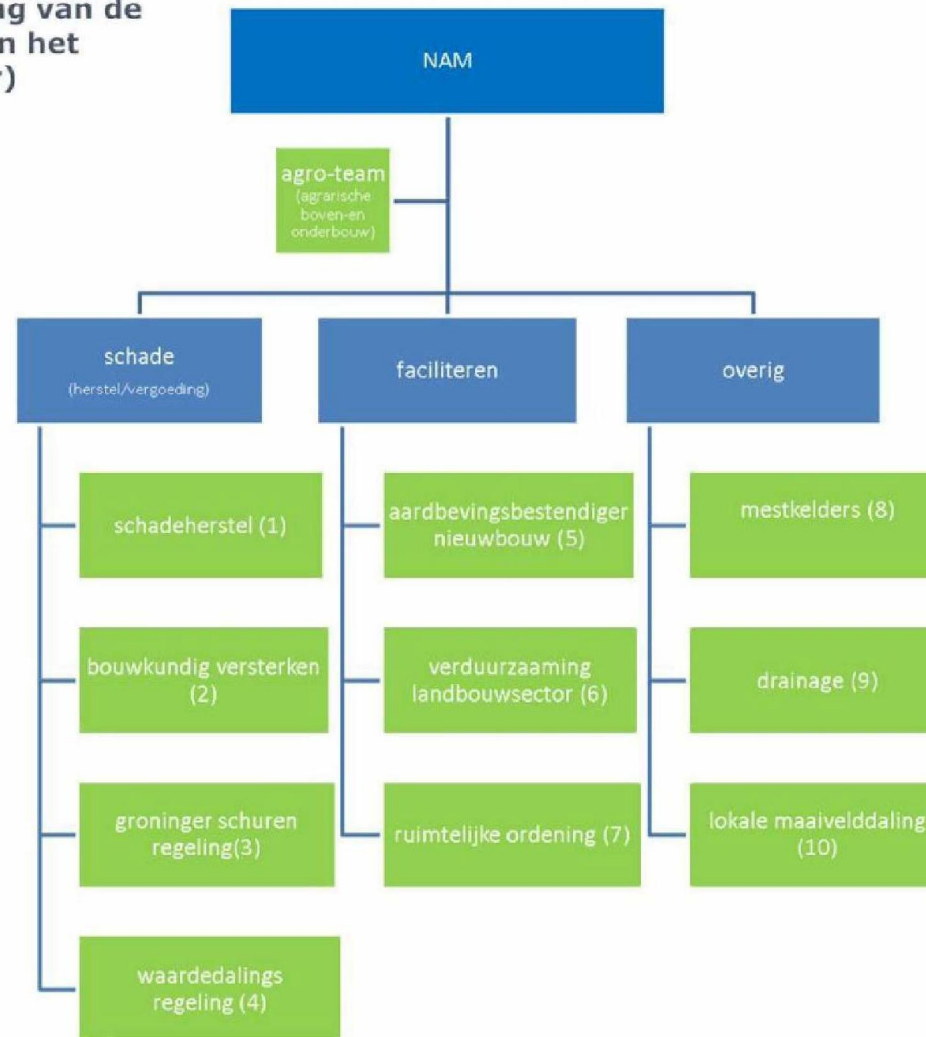 ng van de
n het
)
NAM
agro-team
(agrarische
boven-en
onderbouw)
schade
(herstel/vergoeding)
faciliteren
overig
schadeherstel (1)
bouwkundig versterken
(2)
groninger schuren
regeling(3)
waardedalings
regeling (4)
aardbevingsbestendiger
nieuwbouw (5)
verduurzaaming
landbouwsector (6)
ruimtelijke ordening (7)
mestkelders (8)
drainage (9)
lokale maaivelddaling
(10)